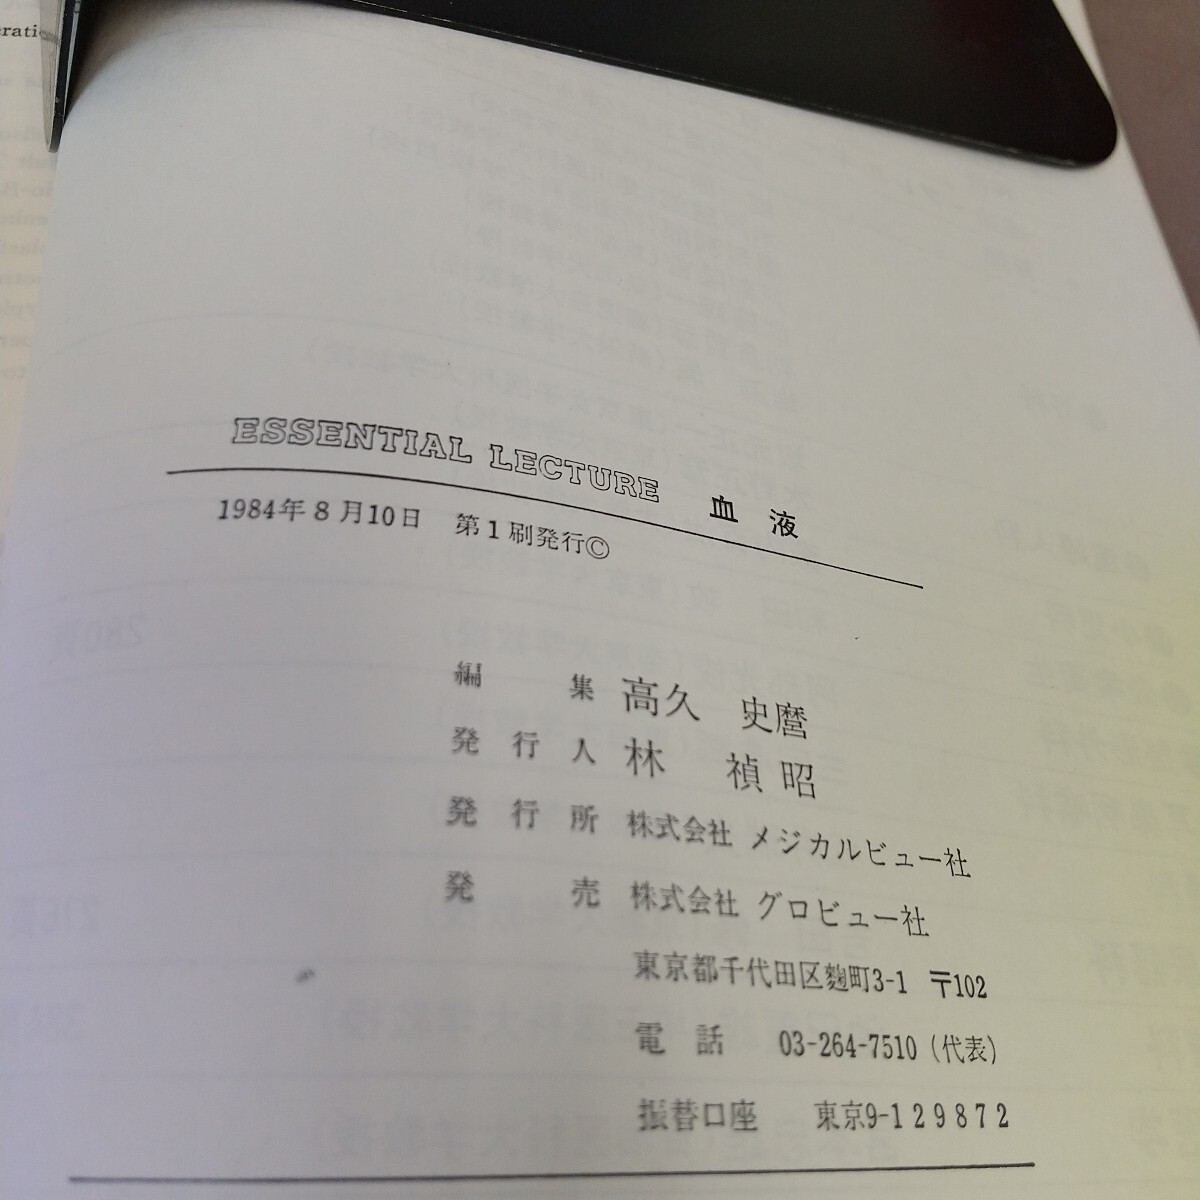 ESSENTIAL LECTURE 血 液
1984年8月10日 第1刷発行©
編 集 高久 史麿
発 行 人 林 禎昭
発 行 所 株式会社 メジカルビュー社
発 売 株式会社 グロビュー社
東京都千代田区麹町3-1 〒102
電 話 03-264-7510（代表）
振替口座 東京9-129872